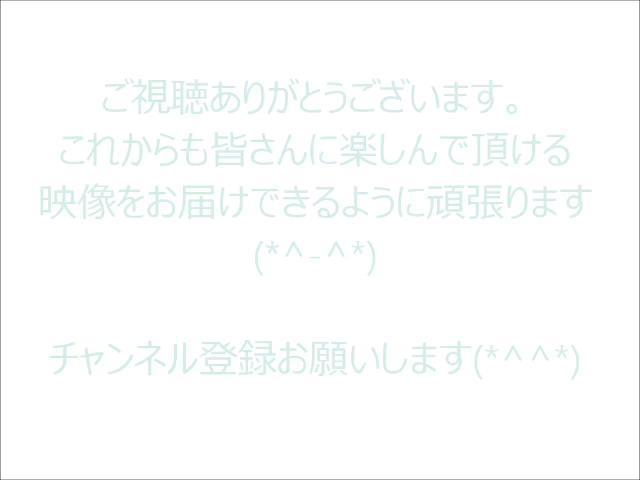 ご視聴ありがとうございます。
これからも皆さんに楽しんで頂ける
映像をお届けできるように頑張ります
(*^-^*)
チャンネル登録お願いします(*^^*)